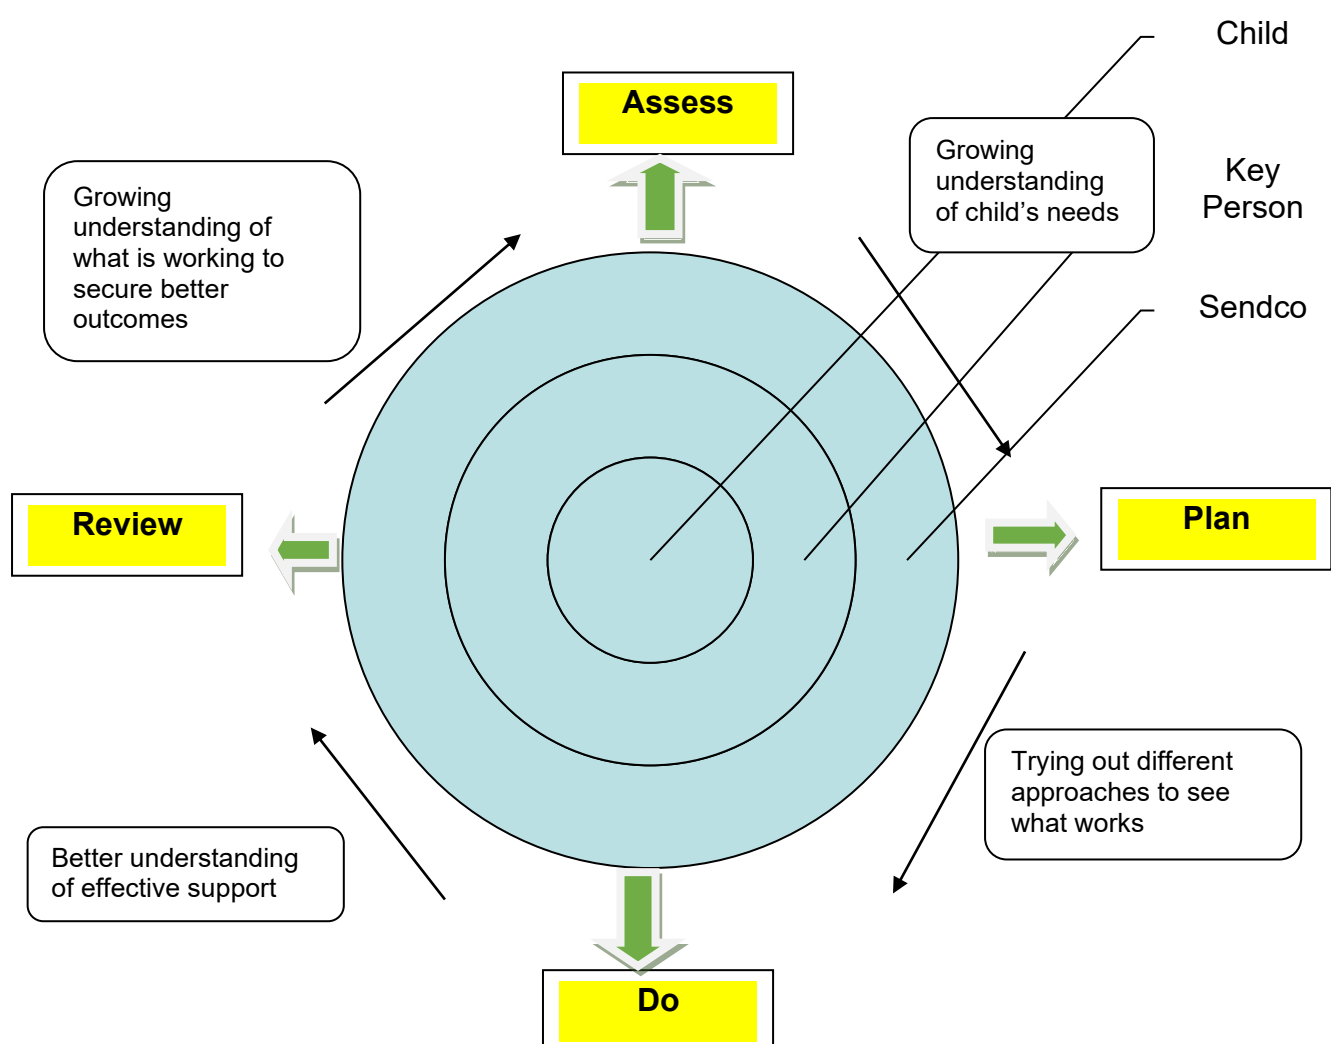 Child
Assess
Growing
understanding
of child's needs
Key
Person
Growing
understanding of
what is working to
secure better
outcomes
Sendco
Review
Plan
Trying out different
approaches to see
what works
Better understanding
of effective support
Do